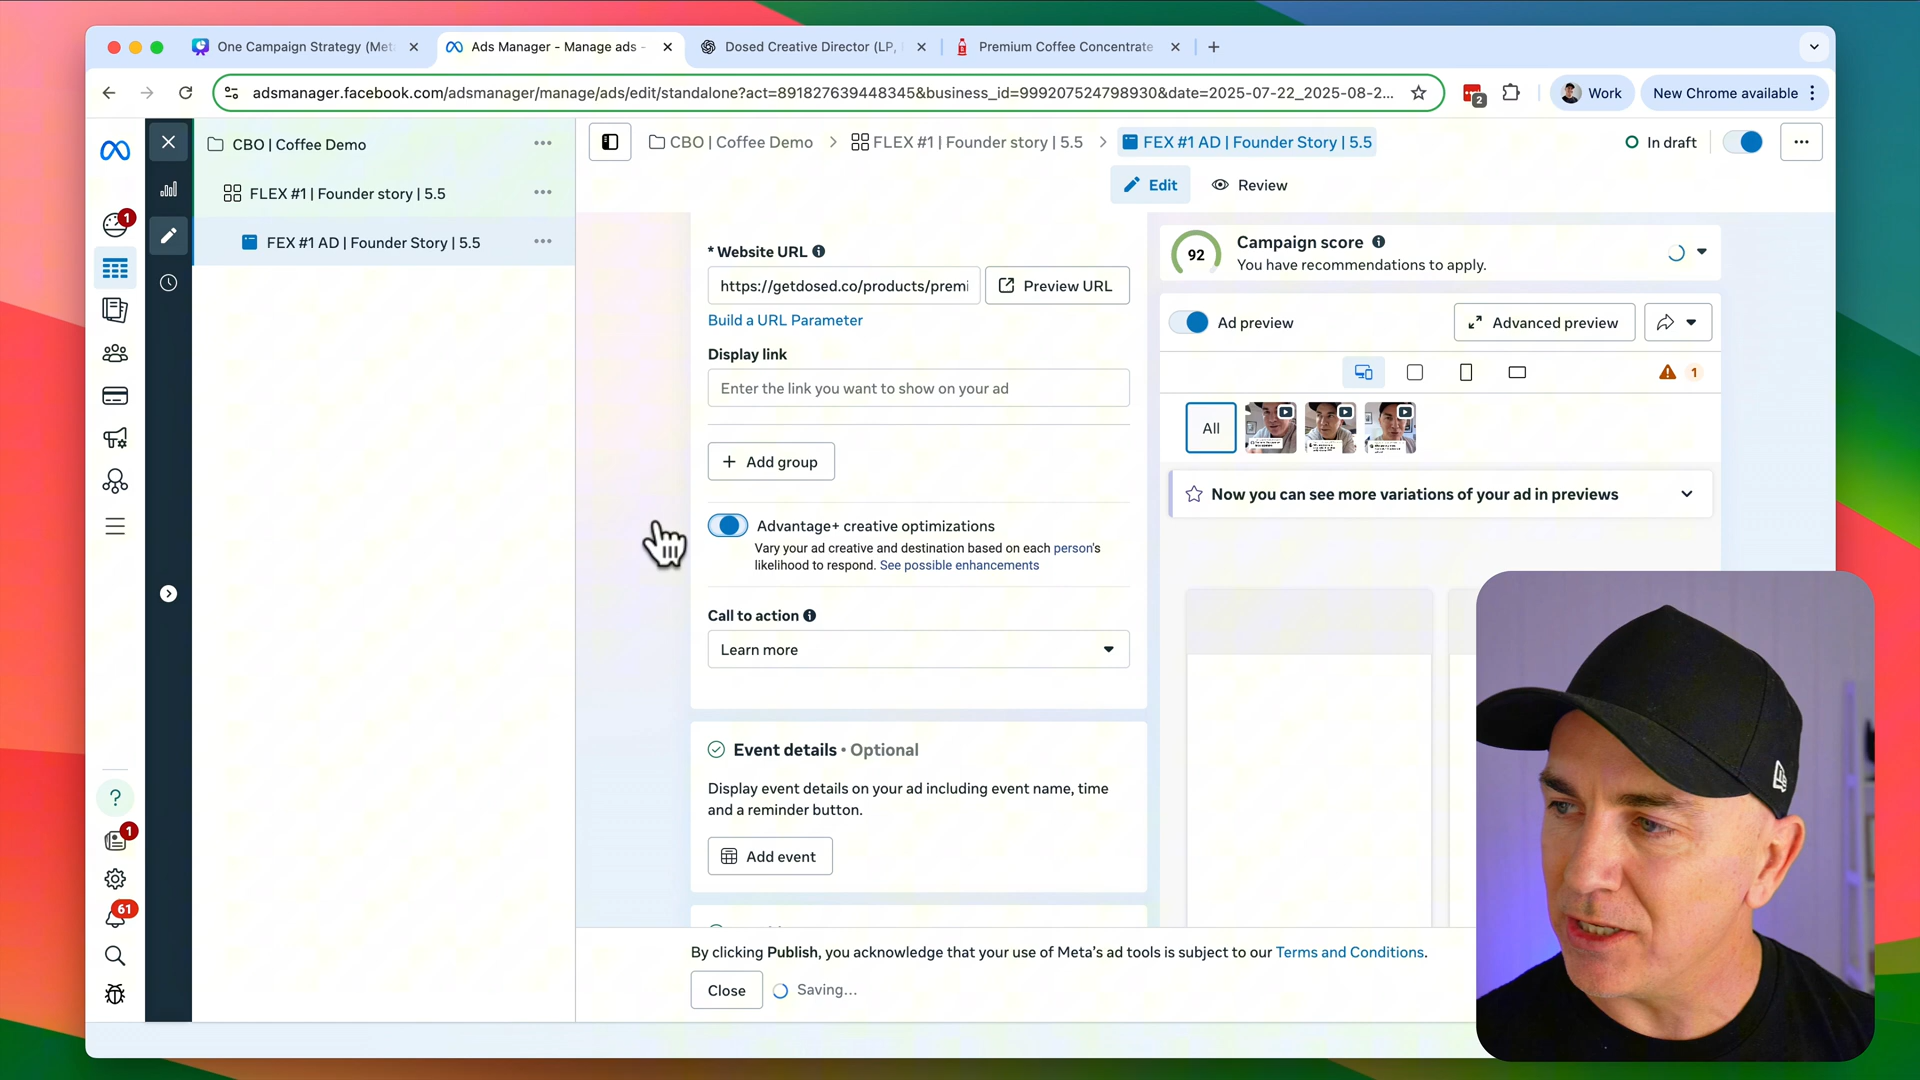 One Campaign Strategy (Met
Ads Manager - Manage ads -
Dosed Creative Director (LP,
Premium Coffee Concentrate
adsmanager.facebook.com/adsmanager/manage/ads/edit/standalone?act=891827639448345&business_id=999207524798930&date=2025-07-22_2025-08-2...
2
Work
New Chrome available
CBO | Coffee Demo
FLEX #1 | Founder story | 5.5
FEX #1 AD | Founder Story | 5.5
1
1
61
CBO | Coffee Demo
FLEX #1 | Founder story | 5.5
FEX #1 AD | Founder Story | 5.5
In draft
Edit
Review
* Website URL
https://getdosed.co/products/premi
Preview URL
Build a URL Parameter
Display link
Enter the link you want to show on your ad
Add group
Advantage+ creative optimizations
Vary your ad creative and destination based on each person's
likelihood to respond. See possible enhancements
Call to action
Learn more
Event details • Optional
Display event details on your ad including event name, time
and a reminder button.
Add event
92
Campaign score
You have recommendations to apply.
Ad preview
Advanced preview
1
All
Now you can see more variations of your ad in previews
By clicking Publish, you acknowledge that your use of Meta's ad tools is subject to our Terms and Conditions.
Close
Saving...